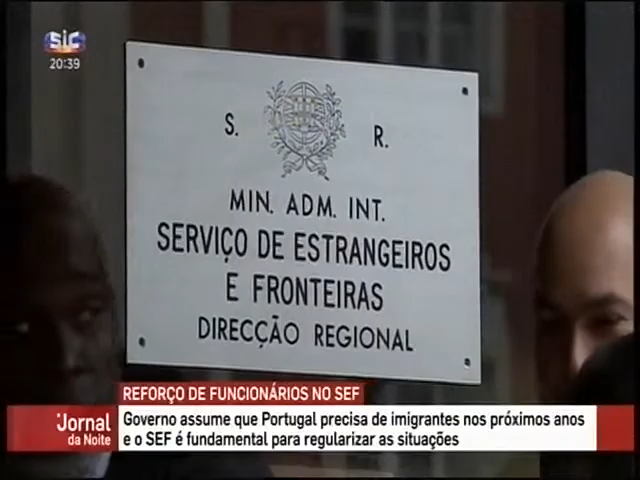 SIC
20:39
S. R.
MIN. ADM. INT.
SERVIÇO DE ESTRANGEIROS
E FRONTEIRAS
DIRECÇÃO REGIONAL
REFORÇO DE FUNCIONÁRIOS NO SEF
Jornal
da Noite
Governo assume que Portugal precisa de imigrantes nos próximos anos
e o SEF é fundamental para regularizar as situações